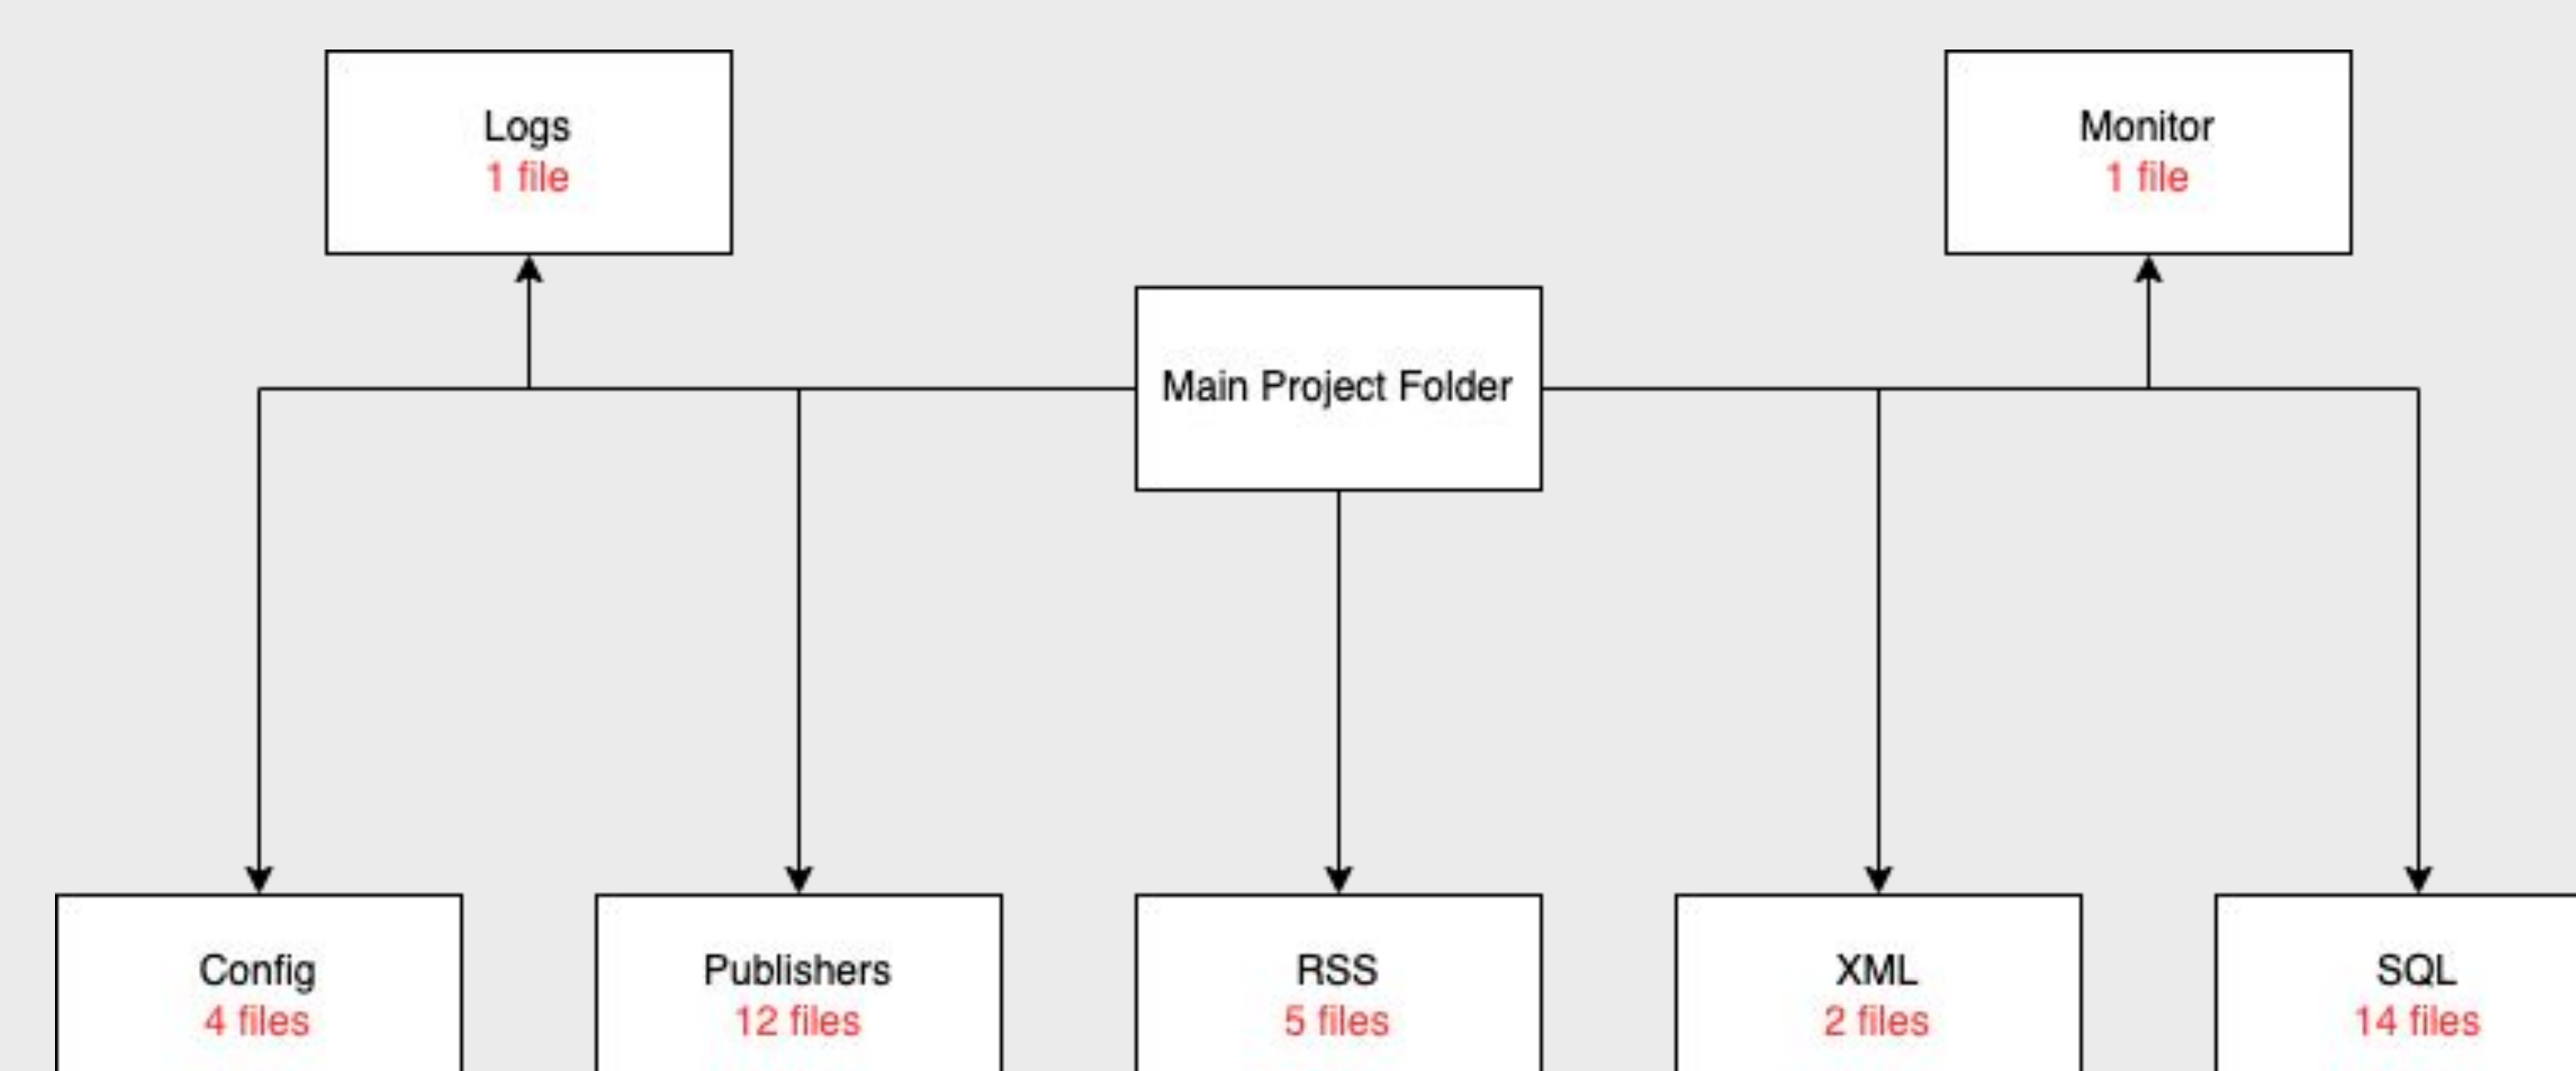 Logs
1 file
Monitor
1 file
Main Project Folder
Config
4 files
Publishers
12 files
RSS
5 files
XML
2 files
SQL
14 files